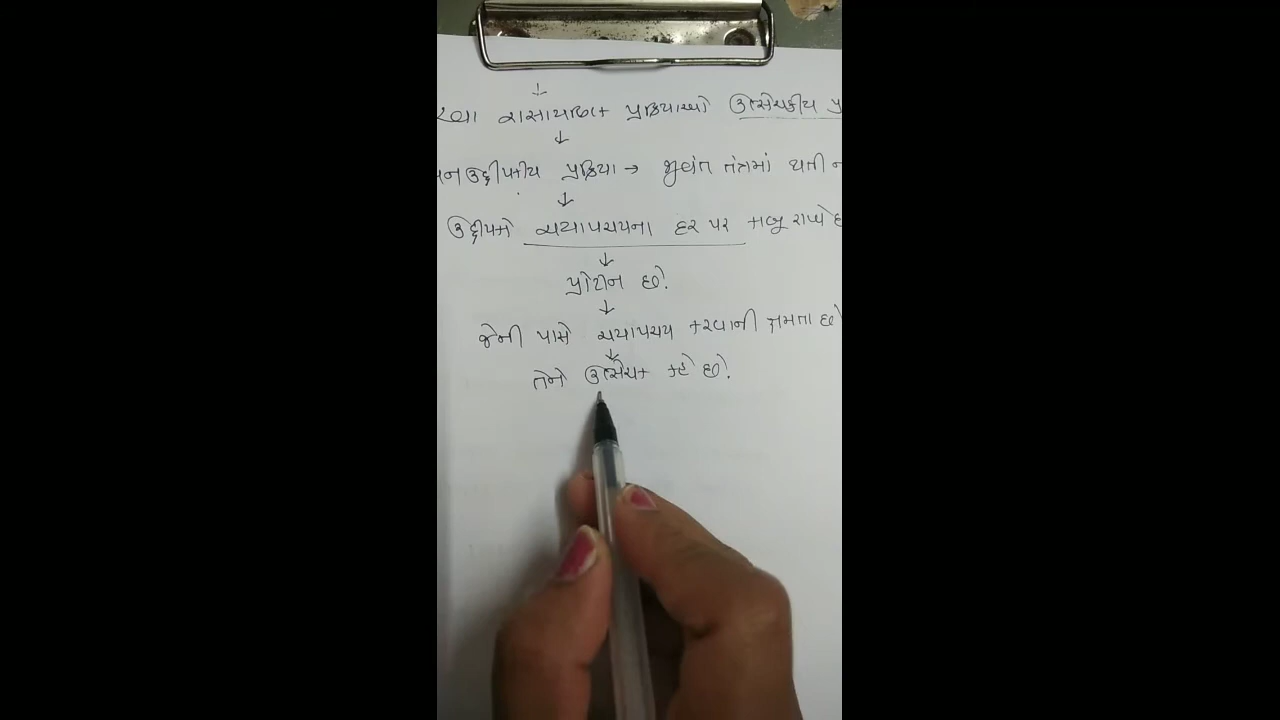 રાસાયણિક પ્રક્રિયાઓ ઉત્સેચકીય પ્ર
ઉદ્દીપકીય પ્રક્રિયા → જીવંત તંત્રમાં થતી
ઉદ્દીપકો ચયાપચયના દર પર કાબૂ રાખે છ
પ્રોટીન છે.
જેની પાસે ચયાપચય કરવાની ક્ષમતા છે
તેને ઉત્સેચક કહે છે.